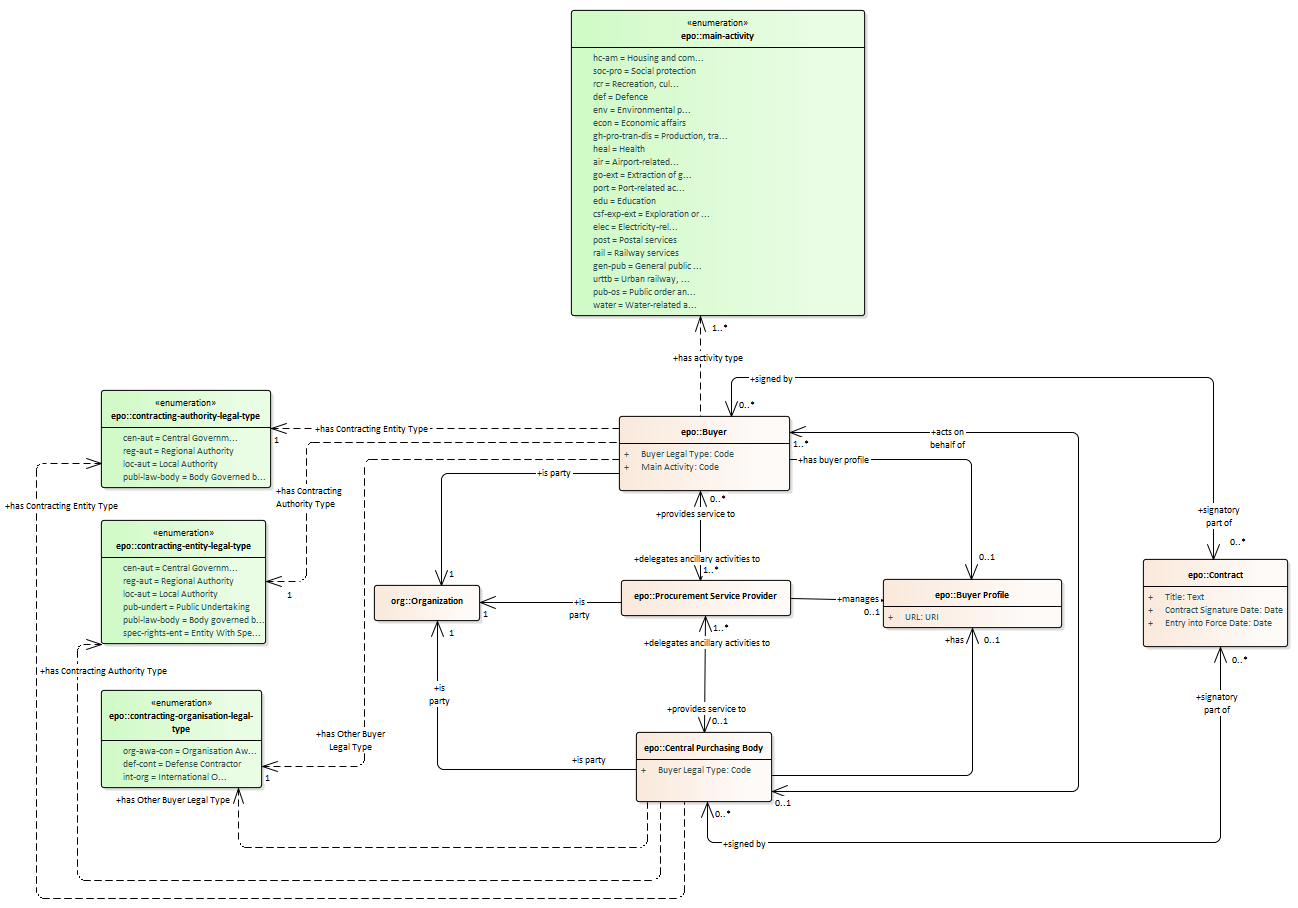 «enumeration»
epo::main-activity
hc-am = Housing and com...
soc-pro = Social protection
rcr = Recreation, cul...
def = Defence
env = Environmental p...
econ = Economic affairs
gh-pro-tran-dis = Production, tra...
heal = Health
air = Airport-related...
go-ext = Extraction of g...
port = Port-related ac...
edu = Education
csf-exp-ext = Exploration or ...
elec = Electricity-rel...
post = Postal services
rail = Railway services
gen-pub = General public ...
urttb = Urban railway, ...
pub-os = Public order an...
water = Water-related a...
1..*
+has activity type
+signed by
0..*
«enumeration»
epo::contracting-authority-legal-type
cen-aut = Central Governm...
reg-aut = Regional Authority
loc-aut = Local Authority
publ-law-body = Body Governed b...
1
+has Contracting Entity Type
epo::Buyer
+ Buyer Legal Type: Code
+ Main Activity: Code
1..*
+acts on
behalf of
+has buyer profile
+is party
+has Contracting
Authority Type
+has Contracting Entity Type
0..*
+provides service to
+signatory
part of
0..*
«enumeration»
epo::contracting-entity-legal-type
cen-aut = Central Governm...
reg-aut = Regional Authority
loc-aut = Local Authority
pub-undert = Public Undertaking
publ-law-body = Body governed b...
spec-rights-ent = Entity With Spe...
1
+delegates ancillary activities to
1..*
0..1
1
org::Organization
1
+is
party
epo::Procurement Service Provider
+manages
0..1
epo::Buyer Profile
+ URL: URI
epo::Contract
+ Title: Text
+ Contract Signature Date: Date
+ Entry into Force Date: Date
1
1..*
+delegates ancillary activities to
+has
0..1
0..*
+has Contracting Authority Type
+is
party
+signatory
part of
«enumeration»
epo::contracting-organisation-legal-
type
org-awa-con = Organisation Aw...
def-cont = Defense Contractor
int-org = International O...
1
+has Other Buyer
Legal Type
+provides service to
0..1
+is party
epo::Central Purchasing Body
+ Buyer Legal Type: Code
0..1
+has Other Buyer Legal Type
0..*
+signed by